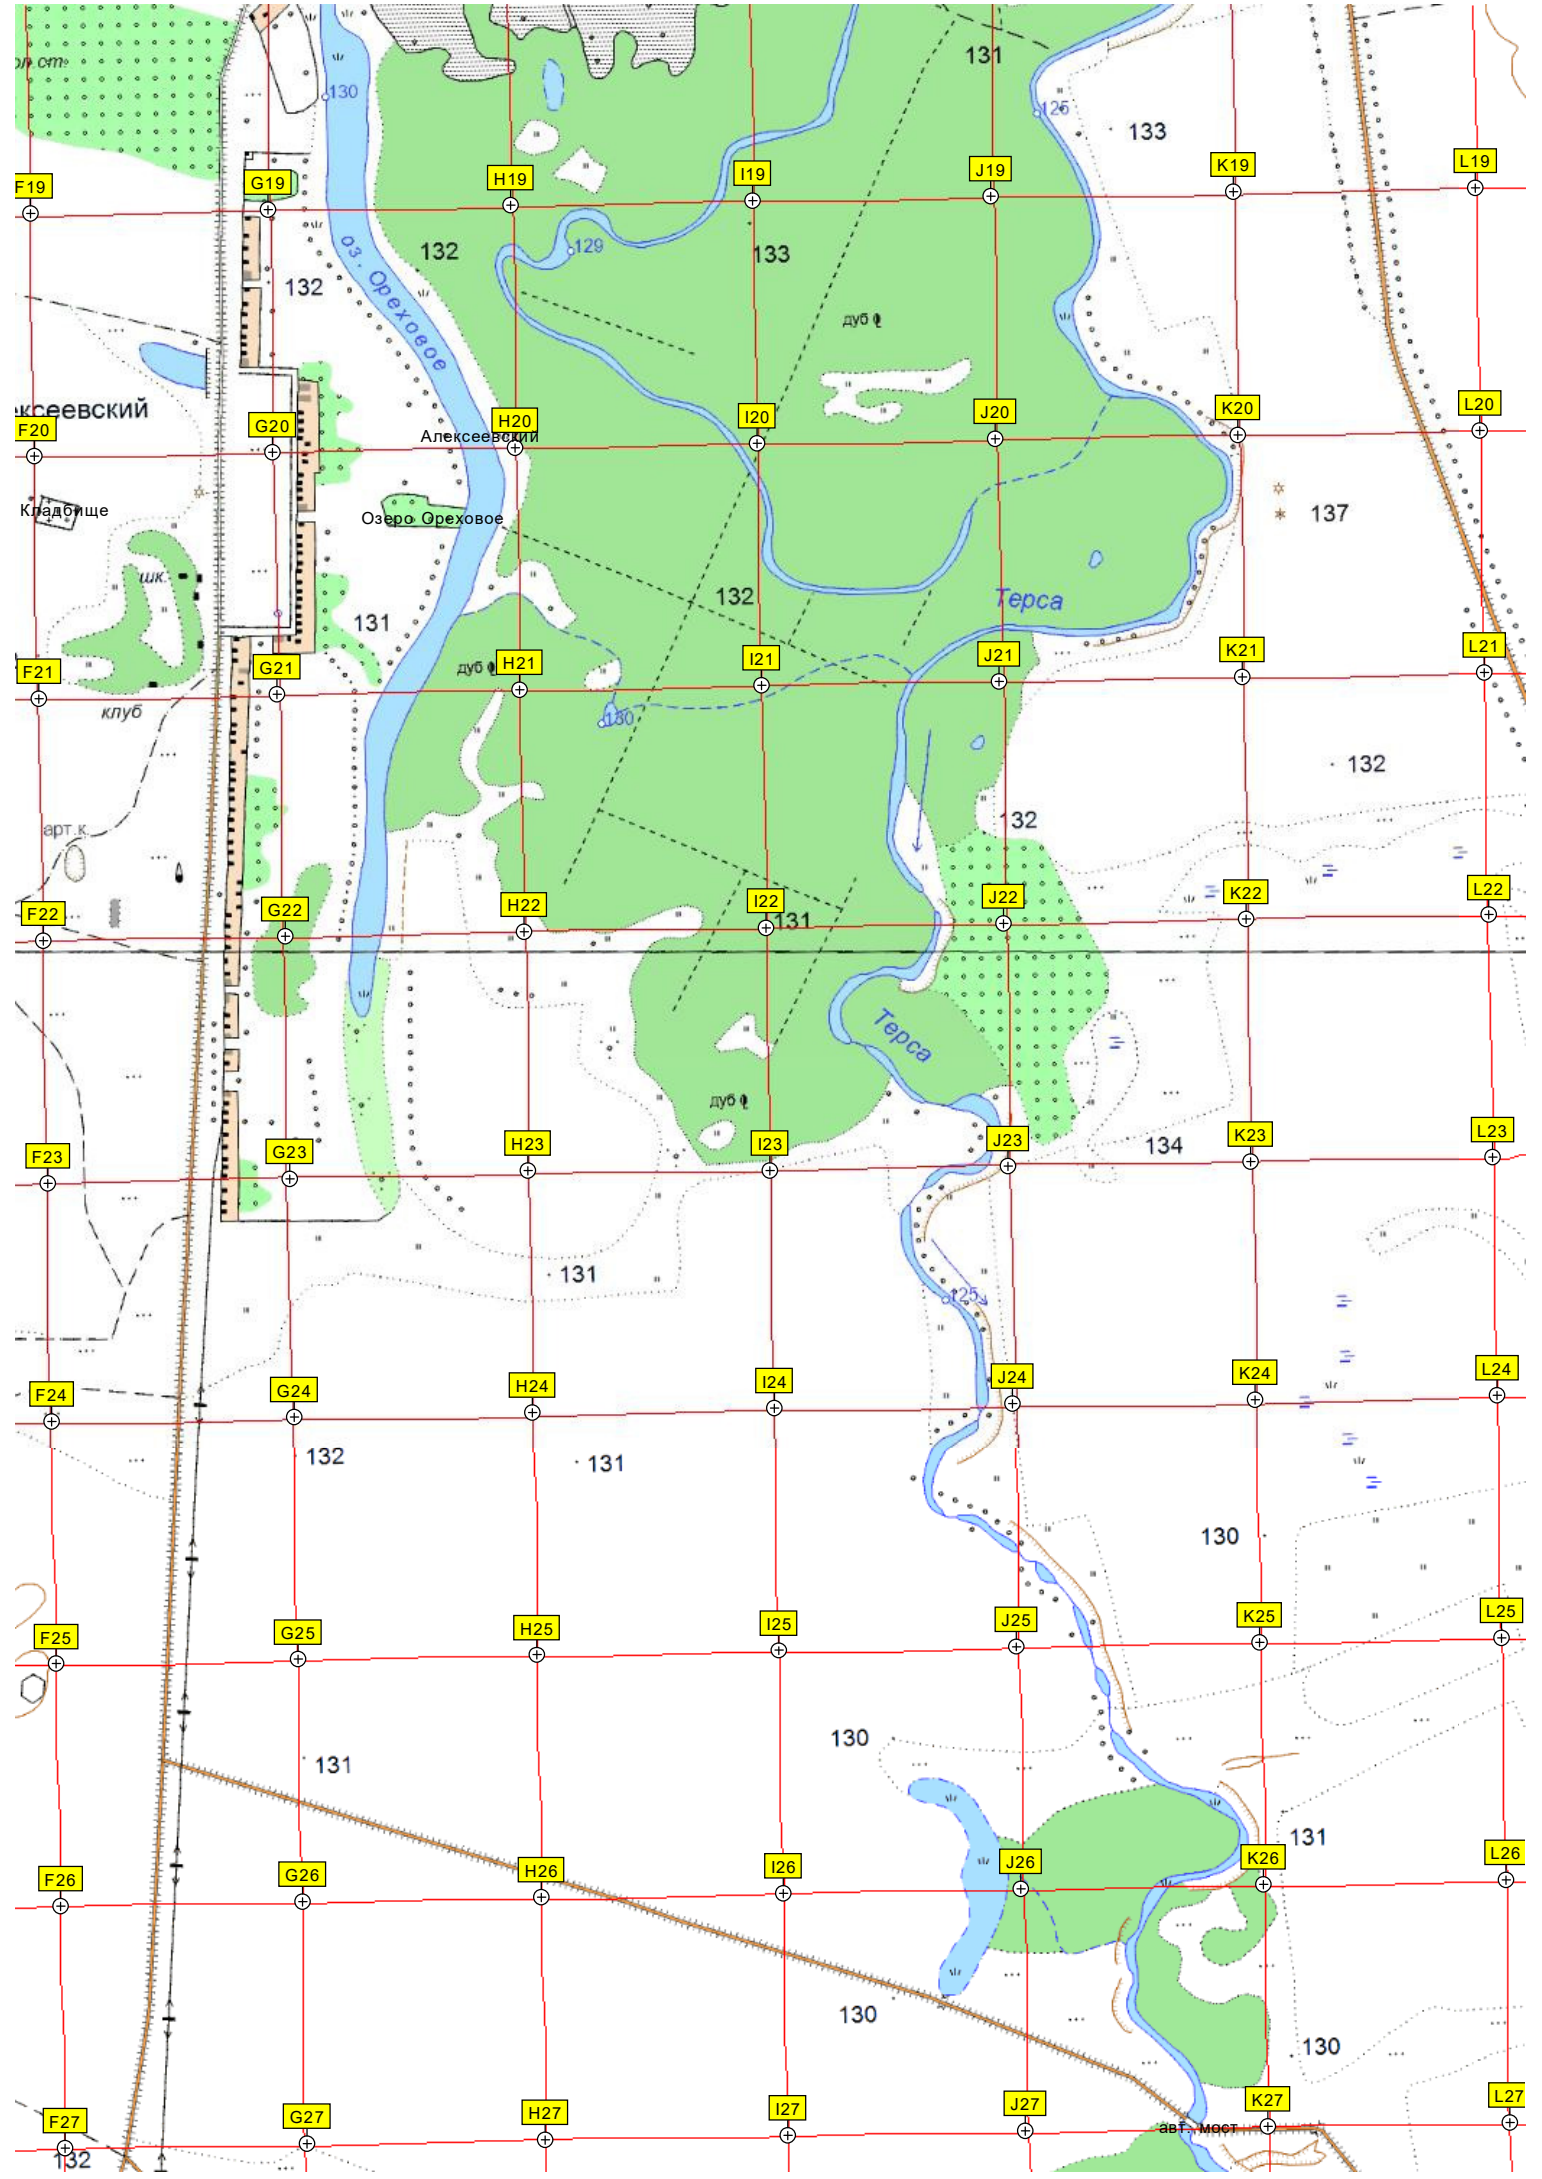 131
130
125
133
F19
G19
H19
I19
J19
K19
L19
оз. Ореховое
132
132
129
133
дуб
F20
G20
H20
I20
J20
K20
L20
Алексеевский
Кладбище
Озеро Ореховое
137
шк.
132
Терса
131
F21
G21
H21
I21
J21
K21
L21
дуб
клуб
130
132
132
арт.к.
F22
G22
H22
I22
J22
K22
L22
131
Терса
дуб
F23
G23
H23
I23
J23
K23
L23
134
131
125
F24
G24
H24
I24
J24
K24
L24
132
131
130
F25
G25
H25
I25
J25
K25
L25
130
131
131
F26
G26
H26
I26
J26
K26
L26
130
130
F27
G27
H27
I27
J27
K27
L27
авт. мост
132